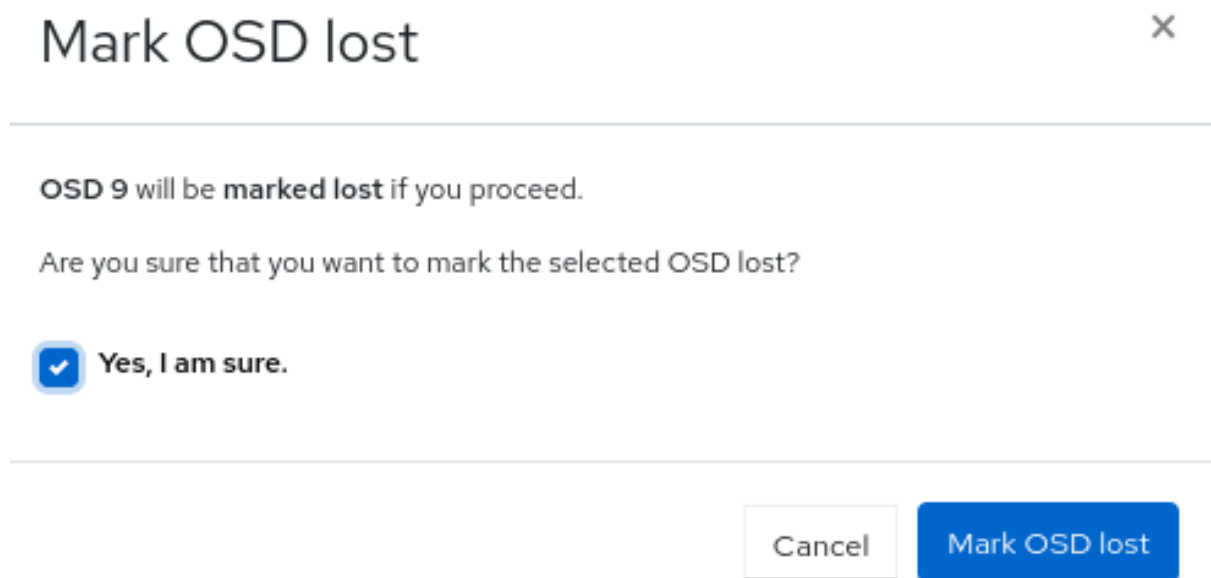 Mark OSD lost
OSD 9 will be marked lost if you proceed.
Are you sure that you want to mark the selected OSD lost?
Yes, I am sure.
Cancel
Mark OSD lost